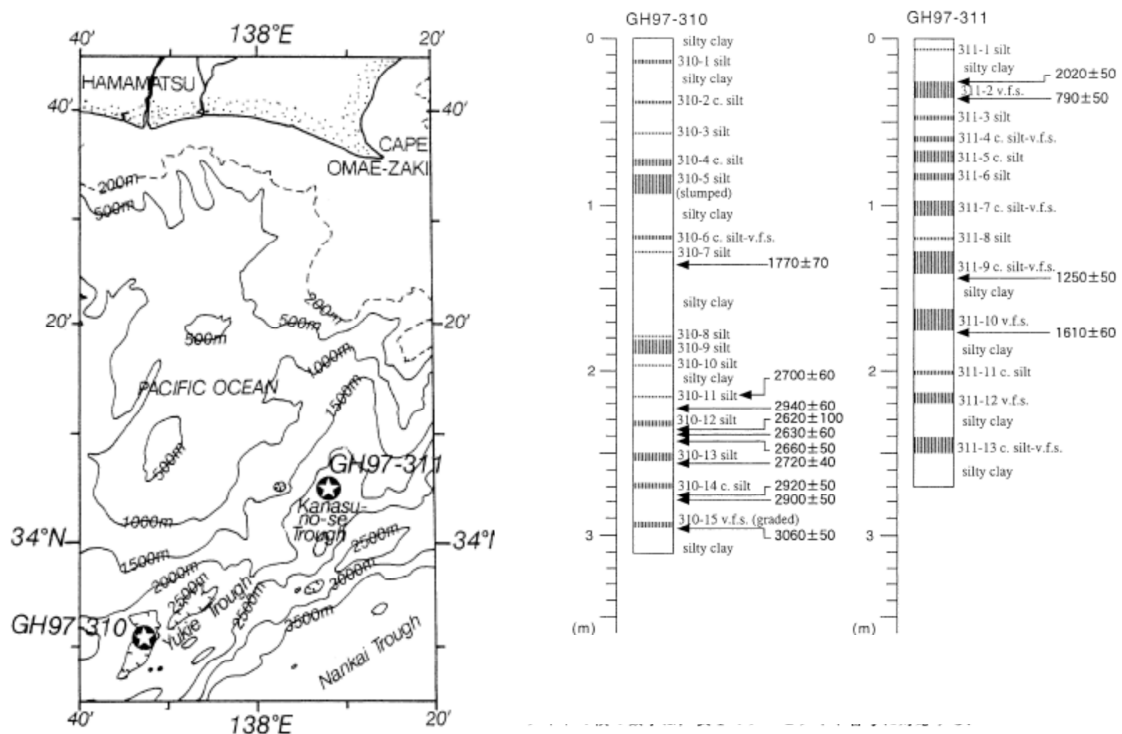 40′
138°E
20′
HAMAMATSU
40′
40′
CAPE
OMAE-ZAKI
200m
500m
200m
20′
500m
20′
500m
1000m
PACIFIC OCEAN
1500m
500m
GH97-311
Kanasu-
no-se
Trough
1000m
34°N
2500m
1500m
3000m
2000m
2500m
2500m
3500m
GH97-310
Yukie Trough
Nankai Trough
40′
138°E
20′
GH97-310
0
1
2
3
(m)
silty clay
310-1 silt
silty clay
310-2 c. silt
310-3 silt
310-4 c. silt
310-5 silt
(slumped)
silty clay
310-6 c. silt-v.f.s.
310-7 silt
1770±70
silty clay
310-8 silt
310-9 silt
310-10 silt
silty clay
2700±60
310-11 silt
2940±60
310-12 silt
2620±100
2630±60
2660±50
310-13 silt
2720±40
310-14 c. silt
2920±50
2900±50
310-15 v.f.s. (graded)
3060±50
silty clay
GH97-311
0
1
2
3
(m)
311-1 silt
silty clay
2020±50
311-2 v.f.s.
790±50
311-3 silt
311-4 c. silt-v.f.s.
311-5 c. silt
311-6 silt
311-7 c. silt-v.f.s.
311-8 silt
311-9 c. silt-v.f.s.
1250±50
silty clay
311-10 v.f.s.
1610±60
silty clay
311-11 c. silt
311-12 v.f.s.
silty clay
311-13 c. silt-v.f.s.
silty clay